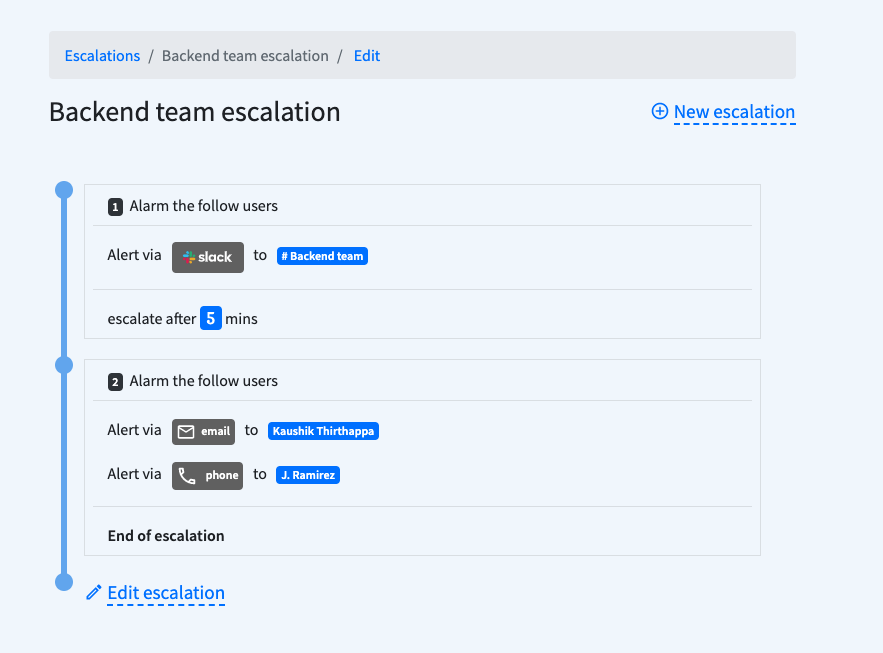 Escalations / Backend team escalation / Edit
Backend team escalation
New escalation
1 Alarm the follow users
Alert via slack to # Backend team
escalate after 5 mins
2 Alarm the follow users
Alert via email to Kaushik Thirthappa
Alert via phone to J. Ramirez
End of escalation
Edit escalation